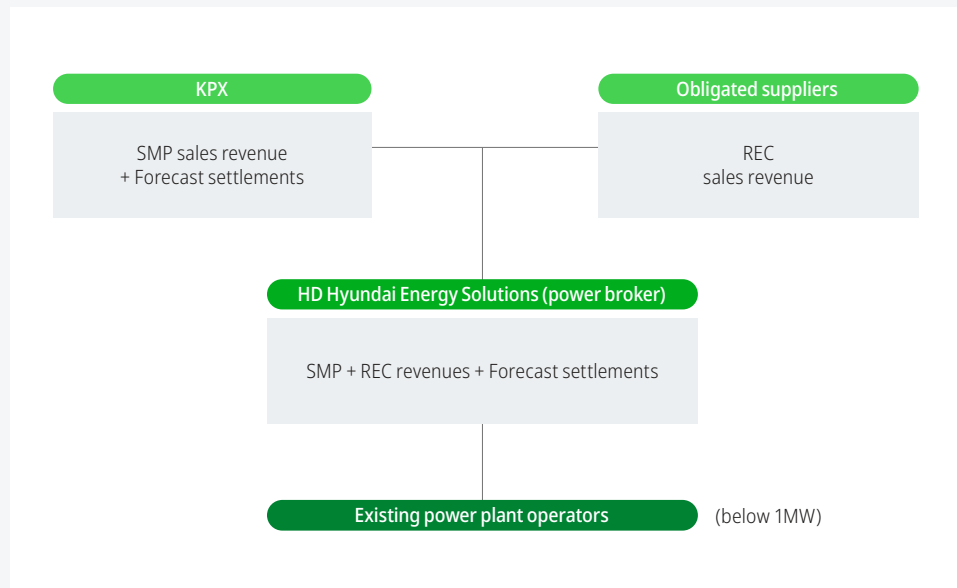 KPX
SMP sales revenue
+ Forecast settlements
Obligated suppliers
REC
sales revenue
HD Hyundai Energy Solutions (power broker)
SMP + REC revenues + Forecast settlements
Existing power plant operators
(below 1MW)